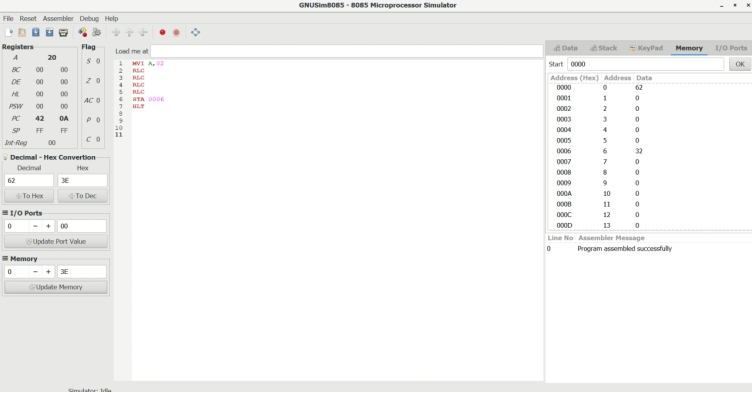 GNUSim8085 - 8085 Microprocessor Simulator
File Reset Assembler Debug Help
Registers
A 20
BC 00 00
DE 00 00
HL 00 00
PSW 00 00
PC 42 0A
SP FF FF
Int-Reg 00
Flag
S 0
Z 0
AC 0
P 0
C 0
Decimal - Hex Convertion
Decimal Hex
62 3E
To Hex To Dec
I/O Ports
0 - + 00
Update Port Value
Memory
0 - + 3E
Update Memory
Load me at
1 MVI A,02
2 RLC
3 RLC
4 RLC
5 RLC
6 STA 0006
7 HLT
8
9
10
11
Data Stack KeyPad Memory I/O Ports
Start 0000 OK
Address (Hex) Address Data
0000 0 62
0001 1 0
0002 2 0
0003 3 0
0004 4 0
0005 5 0
0006 6 32
0007 7 0
0008 8 0
0009 9 0
000A 10 0
000B 11 0
000C 12 0
000D 13 0
Line No Assembler Message
0 Program assembled successfully
Simulator: Idle